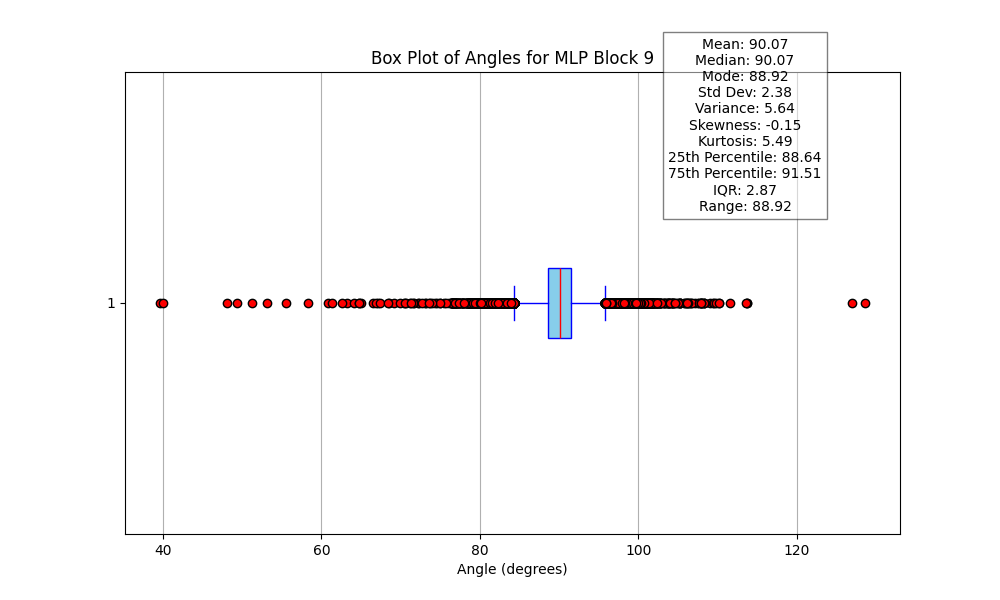 Box Plot of Angles for MLP Block 9
Mean: 90.07
Median: 90.07
Mode: 88.92
Std Dev: 2.38
Variance: 5.64
Skewness: -0.15
Kurtosis: 5.49
25th Percentile: 88.64
75th Percentile: 91.51
IQR: 2.87
Range: 88.92
1
40 60 80 100 120
Angle (degrees)